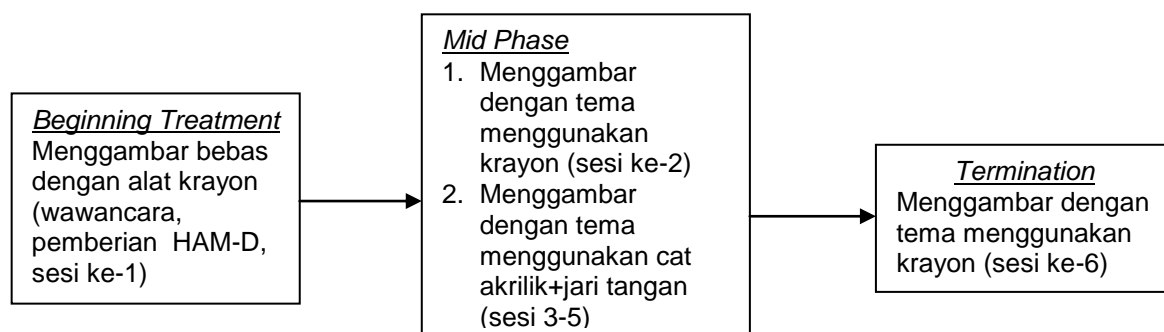 Beginning Treatment
Menggambar bebas
dengan alat krayon
(wawancara,
pemberian HAM-D,
sesi ke-1)
Mid Phase
1. Menggambar
dengan tema
menggunakan
krayon (sesi ke-2)
2. Menggambar
dengan tema
menggunakan cat
akrilik+jari tangan
(sesi 3-5)
Termination
Menggambar dengan
tema menggunakan
krayon (sesi ke-6)